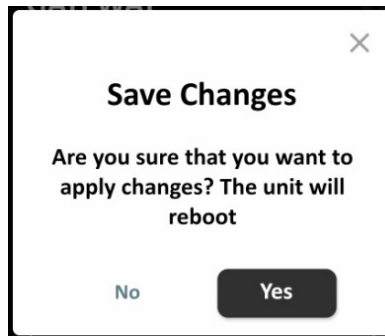 Save Changes
Are you sure that you want to
apply changes? The unit will
reboot
No
Yes